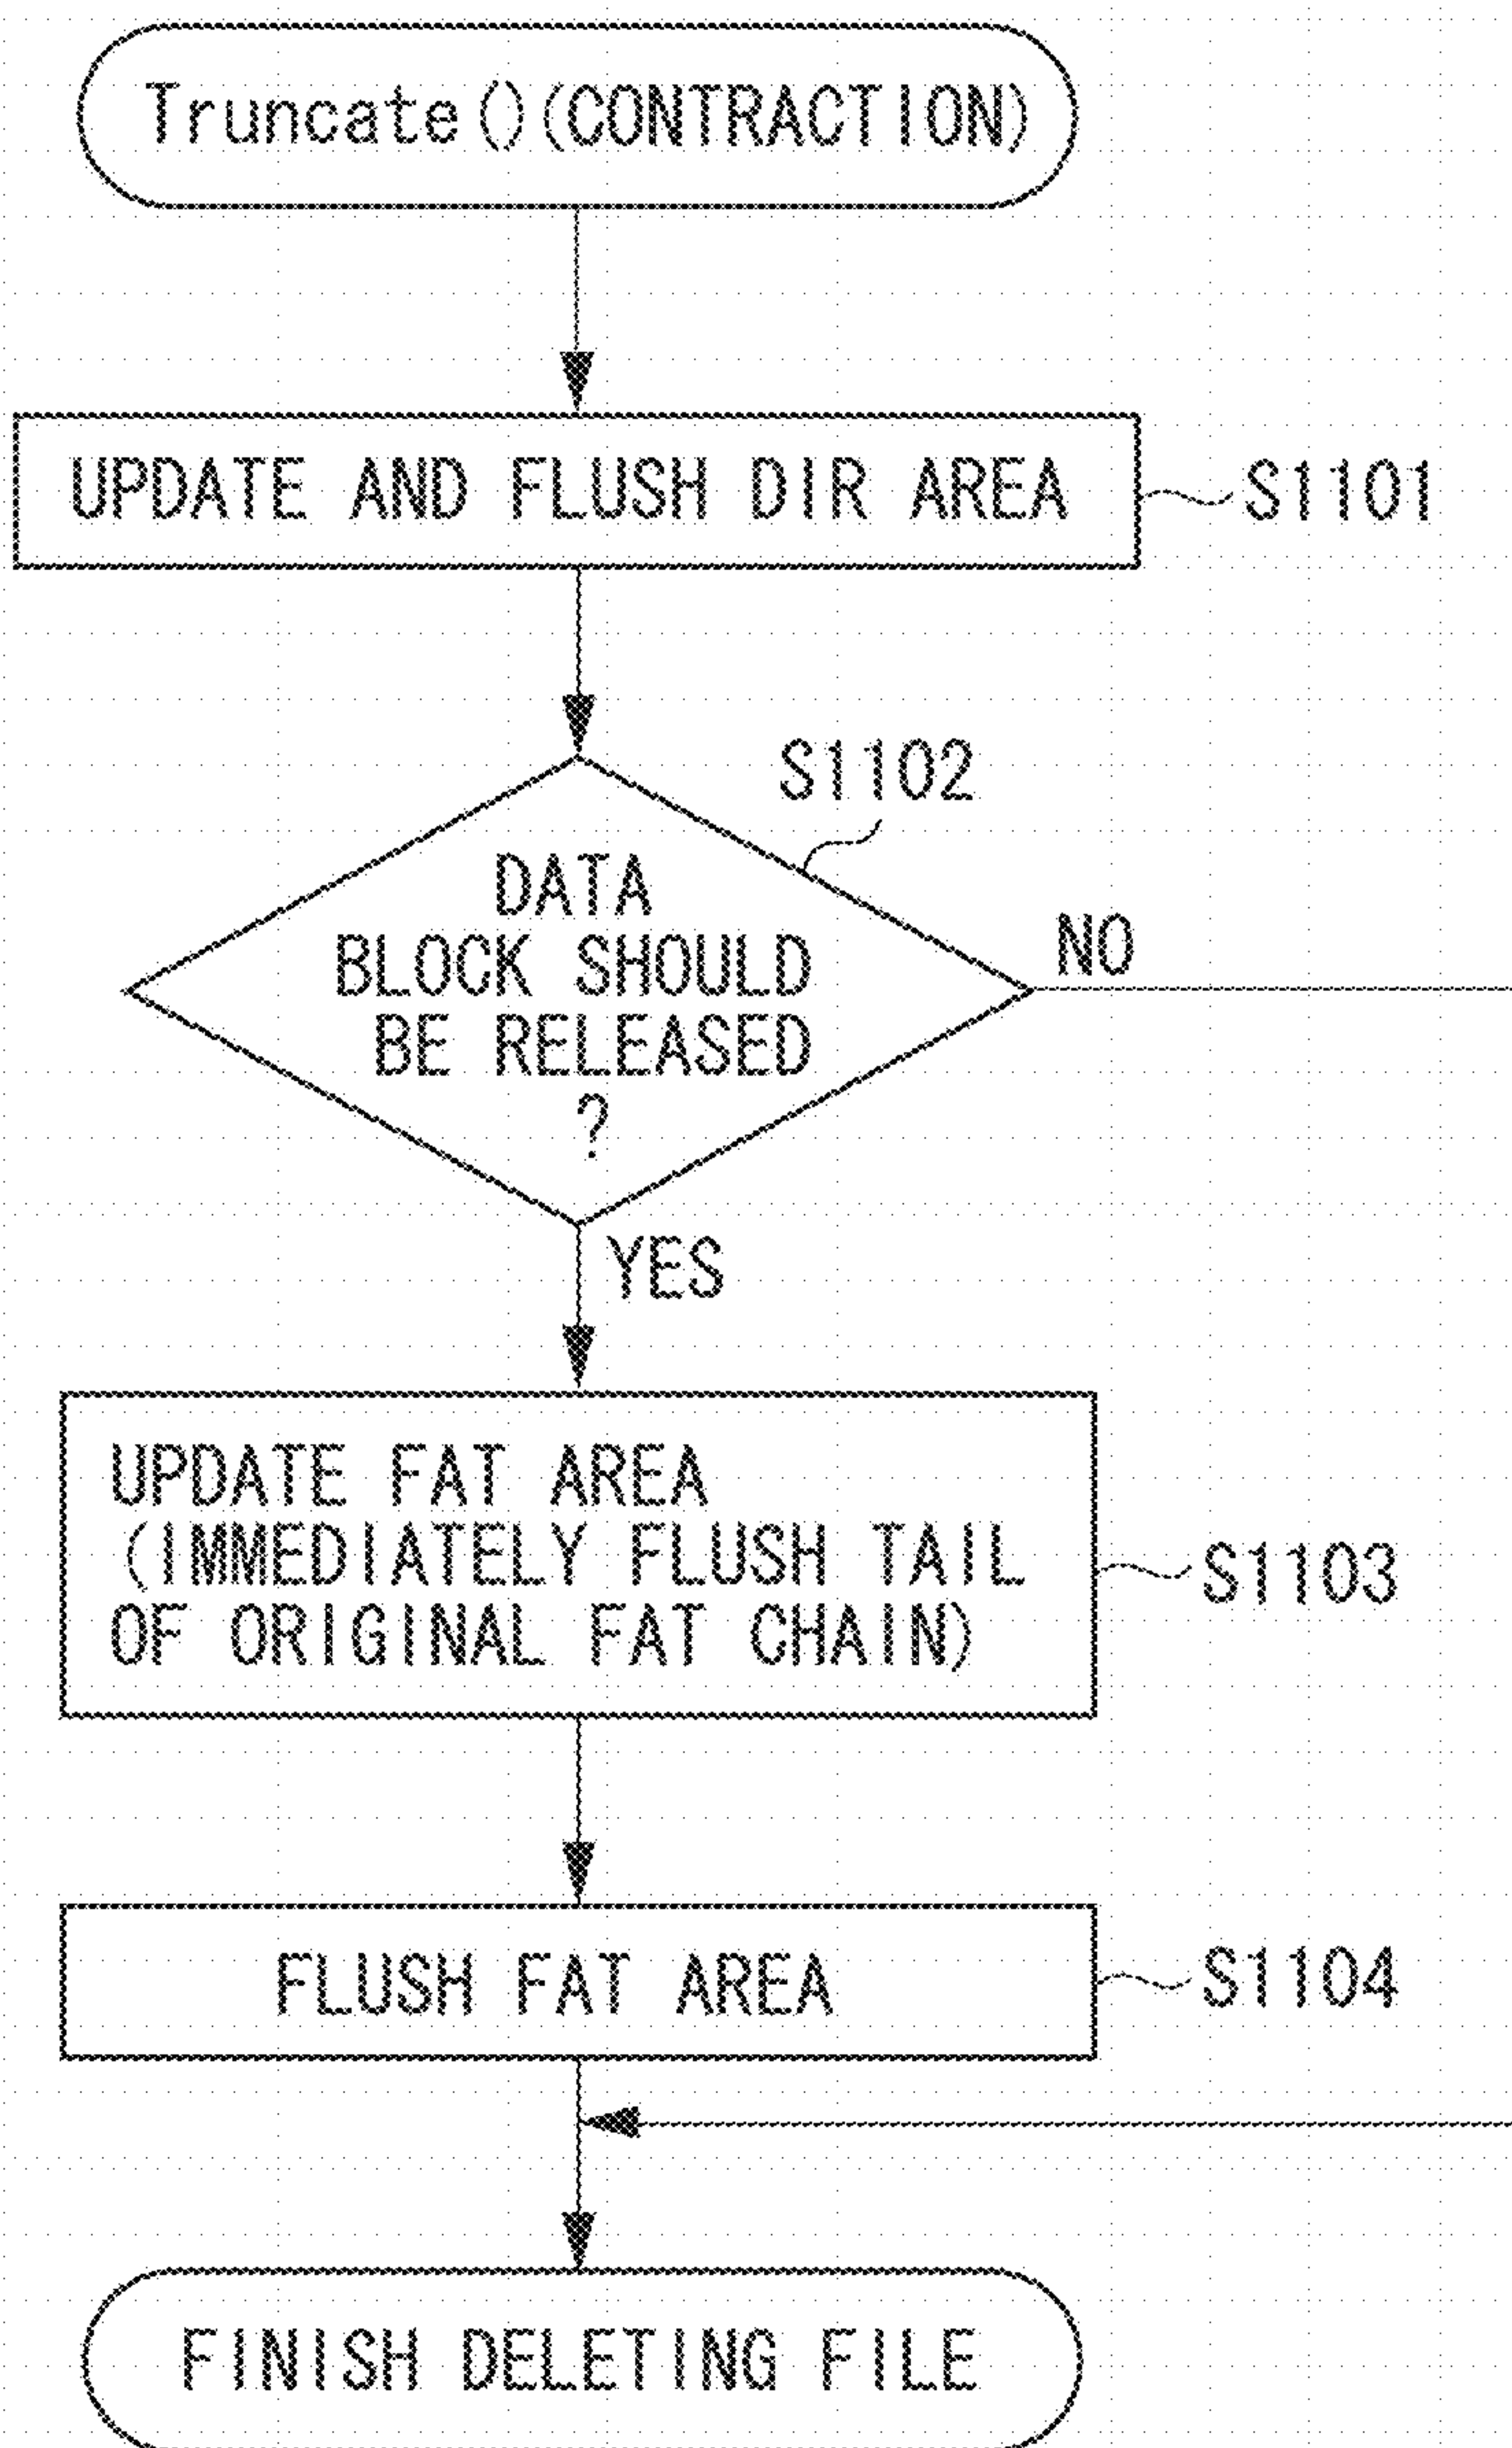 Truncate()(CONTRACTION)
UPDATE AND FLUSH DIR AREA
S1101
S1102
DATA
BLOCK SHOULD
BE RELEASED
?
NO
YES
UPDATE FAT AREA
(IMMEDIATELY FLUSH TAIL
OF ORIGINAL FAT CHAIN)
S1103
FLUSH FAT AREA
S1104
FINISH DELETING FILE